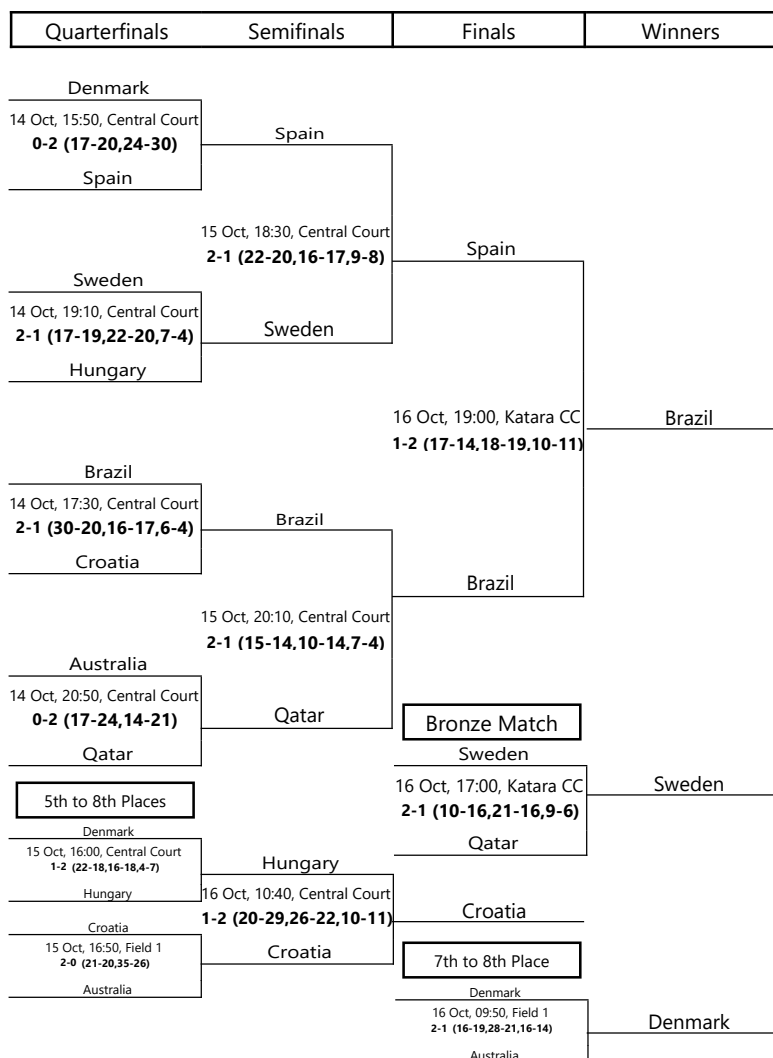 Quarterfinals Semifinals Finals Winners
Denmark
14 Oct, 15:50, Central Court
0-2 (17-20,24-30)
Spain
Spain
15 Oct, 18:30, Central Court
2-1 (22-20,16-17,9-8)
Spain
Sweden
14 Oct, 19:10, Central Court
2-1 (17-19,22-20,7-4)
Sweden
Hungary
16 Oct, 19:00, Katara CC
1-2 (17-14,18-19,10-11)
Brazil
Brazil
14 Oct, 17:30, Central Court
2-1 (30-20,16-17,6-4)
Brazil
Croatia
Brazil
15 Oct, 20:10, Central Court
2-1 (15-14,10-14,7-4)
Australia
14 Oct, 20:50, Central Court
0-2 (17-24,14-21)
Qatar
Qatar
Bronze Match
Sweden
16 Oct, 17:00, Katara CC
2-1 (10-16,21-16,9-6)
Sweden
Qatar
5th to 8th Places
Denmark
15 Oct, 16:00, Central Court
1-2 (22-18,16-18,4-7)
Hungary
Hungary
16 Oct, 10:40, Central Court
1-2 (20-29,26-22,10-11)
Croatia
Croatia
15 Oct, 16:50, Field 1
2-0 (21-20,35-26)
Croatia
Australia
7th to 8th Place
Denmark
16 Oct, 09:50, Field 1
2-1 (16-19,28-21,16-14)
Denmark
Australia